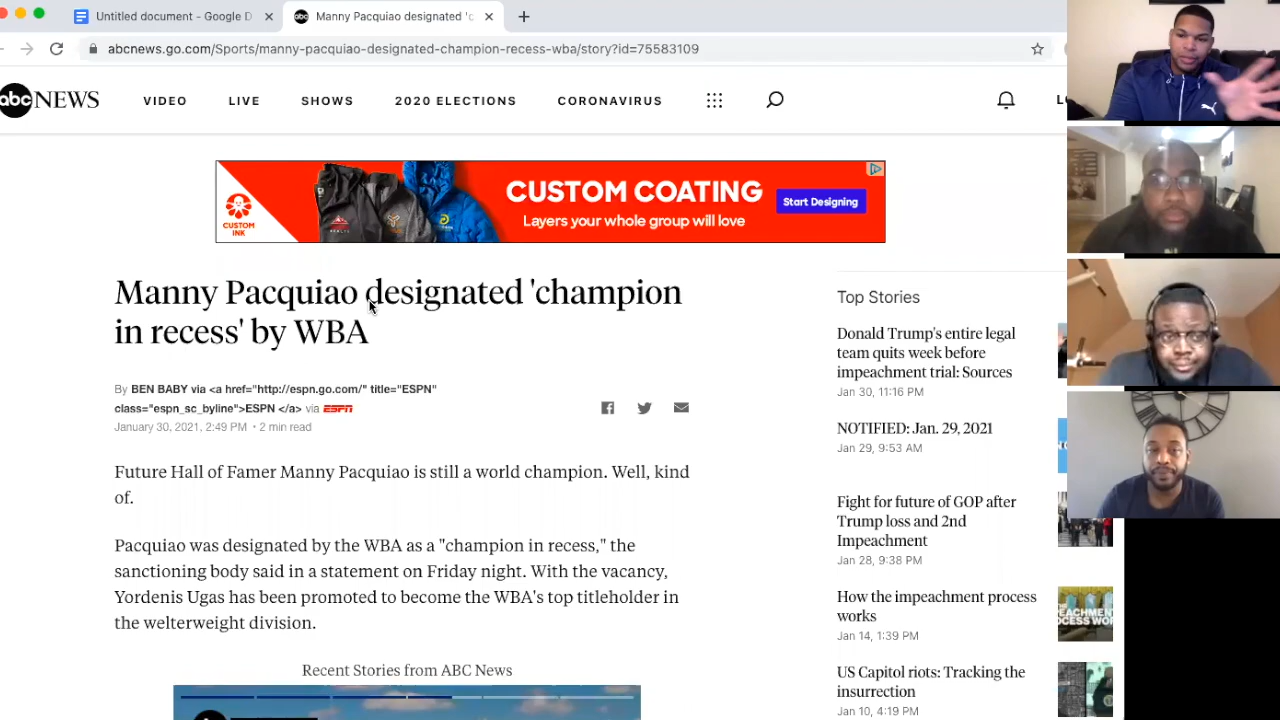 Untitled document - Google D
Manny Pacquiao designated 'c
abcnews.go.com/Sports/manny-pacquiao-designated-champion-recess-wba/story?id=75583109
abc NEWS
VIDEO
LIVE
SHOWS
2020 ELECTIONS
CORONAVIRUS
CUSTOM INK
CUSTOM COATING
Layers your whole group will love
Start Designing
Manny Pacquiao designated 'champion
in recess' by WBA
By BEN BABY via <a href="http://espn.go.com/" title="ESPN"
class="espn_sc_byline">ESPN </a> via ESPN
January 30, 2021, 2:49 PM • 2 min read
Future Hall of Famer Manny Pacquiao is still a world champion. Well, kind
of.
Pacquiao was designated by the WBA as a "champion in recess," the
sanctioning body said in a statement on Friday night. With the vacancy,
Yordenis Ugas has been promoted to become the WBA's top titleholder in
the welterweight division.
Recent Stories from ABC News
Top Stories
Donald Trump's entire legal
team quits week before
impeachment trial: Sources
Jan 30, 11:16 PM
NOTIFIED: Jan. 29, 2021
Jan 29, 9:53 AM
Fight for future of GOP after
Trump loss and 2nd
Impeachment
Jan 28, 9:38 PM
How the impeachment process
works
Jan 14, 1:39 PM
US Capitol riots: Tracking the
insurrection
Jan 10, 4:19 PM